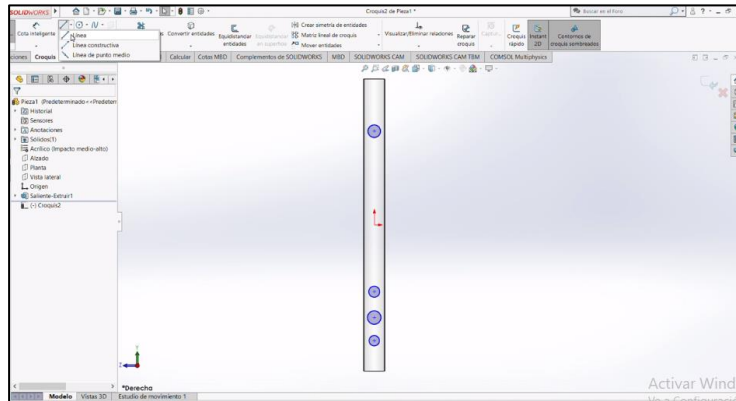 SOLIDWORKS
Croquis2 de Pieza1 *
Buscar en el Foro
Cota inteligente
Línea
Línea constructiva
Línea de punto medio
Convertir entidades
Equidistanciar entidades
Crear simetría de entidades
Matriz lineal de croquis
Mover entidades
Visualizar/Eliminar relaciones
Reparar croquis
Croquis rápido
Instant 2D
Contornos de croquis sombreados
Croquis
Calcular
Cotas MBD
Complementos de SOLIDWORKS
MBD
SOLIDWORKS CAM
SOLIDWORKS CAM TBM
COMSOL Multiphysics
Pieza1 (Predeterminado<<Predeterm
Historial
Sensores
Anotaciones
Sólidos(1)
Acrílico (Impacto medio-alto)
Alzado
Planta
Vista lateral
Origen
Saliente-Extruir1
(-) Croquis2
Y
Z
*Derecha
Modelo
Vistas 3D
Estudio de movimiento 1
Activar Wind